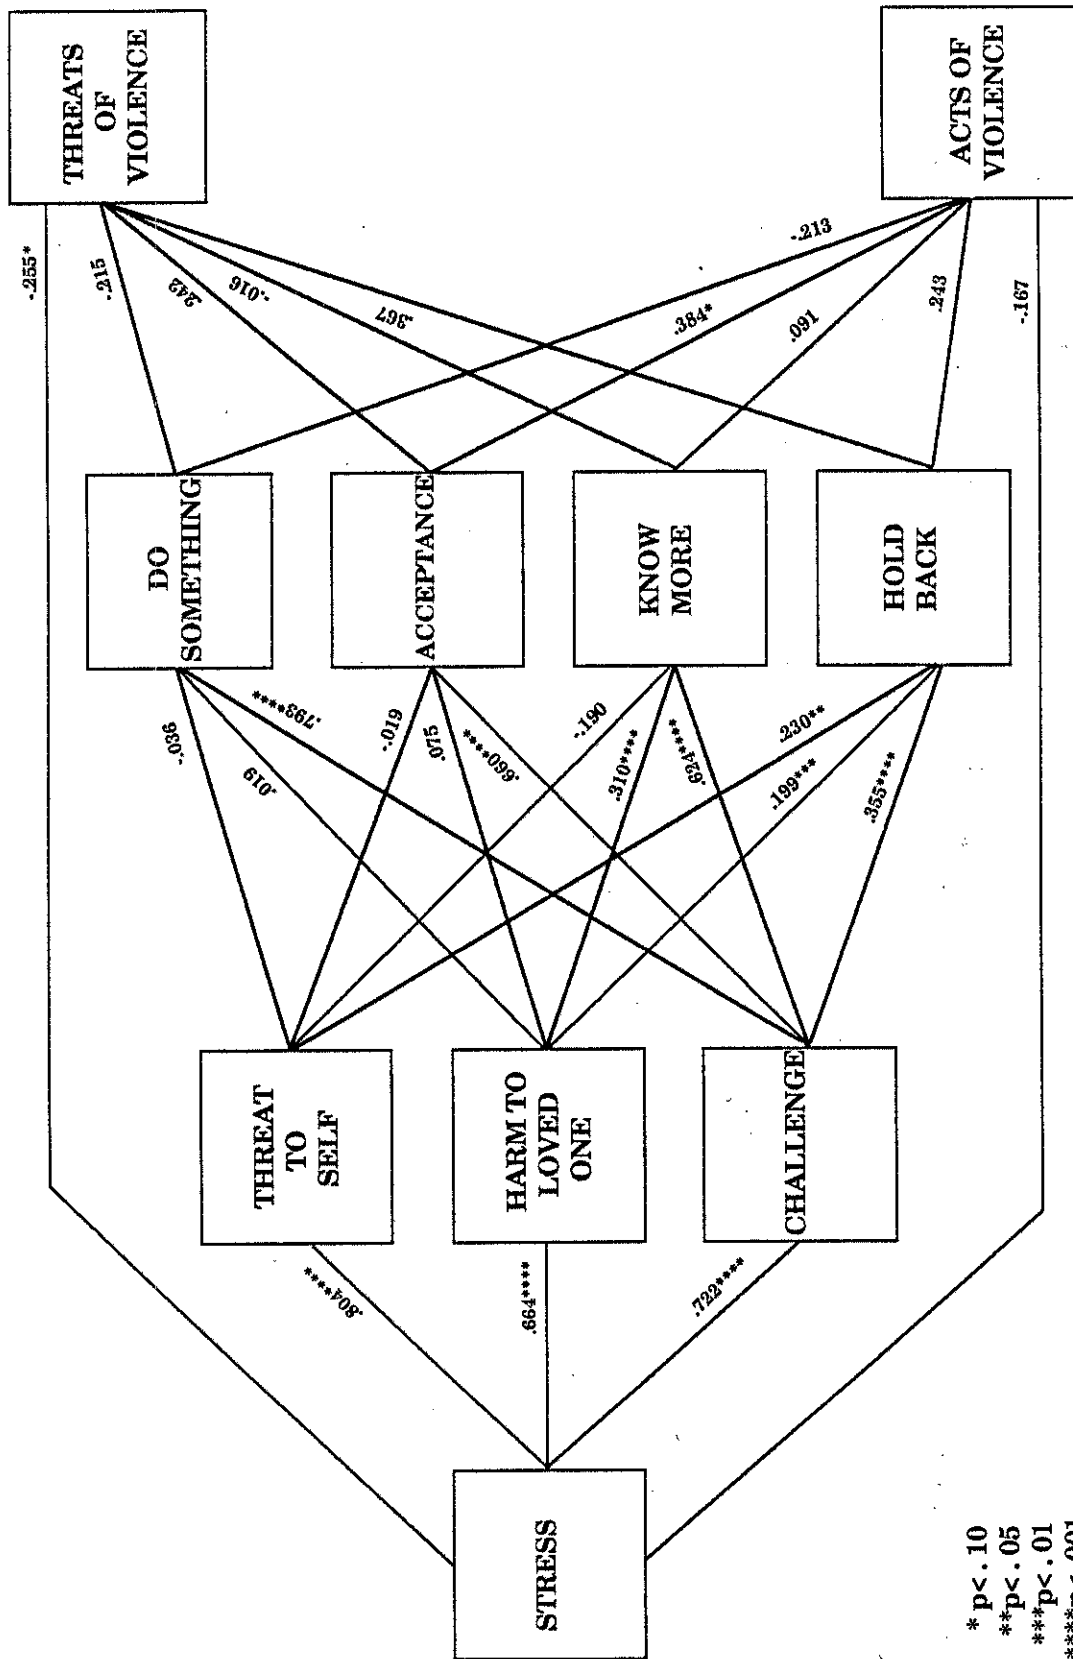 STRESS
.804****
.664****
.722****
THREAT
TO
SELF
HARM TO
LOVED
ONE
CHALLENGE
-.036
.019
.793****
-.019
.075
.660****
-.190
.310****
.624****
.230**
.199***
.355****
DO
SOMETHING
ACCEPTANCE
KNOW
MORE
HOLD
BACK
-.255*
-.215
.242
-.016
.367
-.213
.384*
.091
.243
-.167
THREATS
OF
VIOLENCE
ACTS OF
VIOLENCE
* p<.10
**p<.05
***p<.01
****p<.001